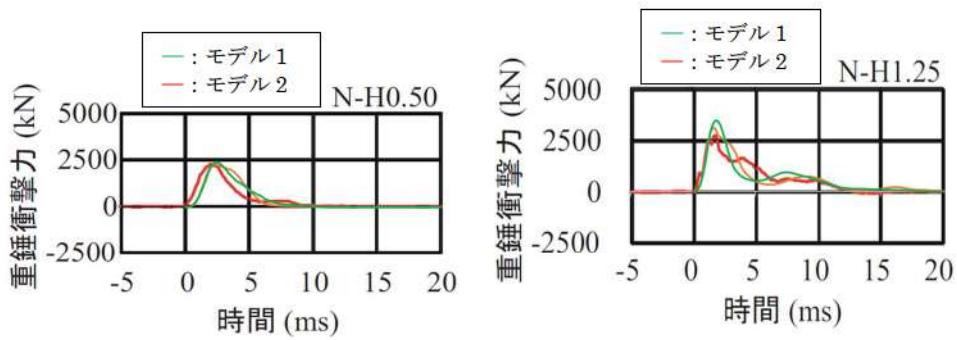 — : モデル 1
— : モデル 2
N-H0.50
重錘衝撃力 (kN)
5000
2500
0
-2500
-5 0 5 10 15 20
時間 (ms)
— : モデル 1
— : モデル 2
N-H1.25
重錘衝撃力 (kN)
5000
2500
0
-2500
-5 0 5 10 15 20
時間 (ms)